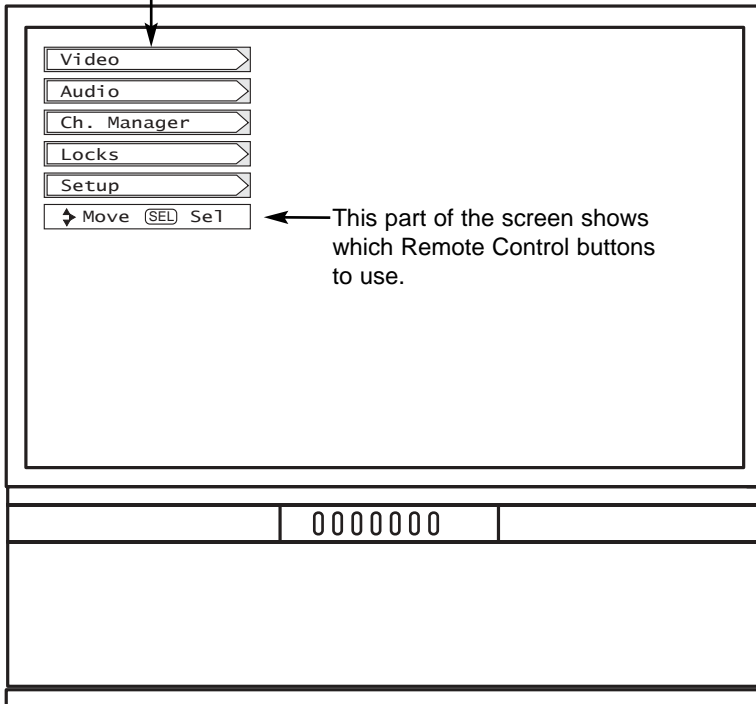 Video
Audio
Ch. Manager
Locks
Setup
Move SEL Sel
This part of the screen shows
which Remote Control buttons
to use.